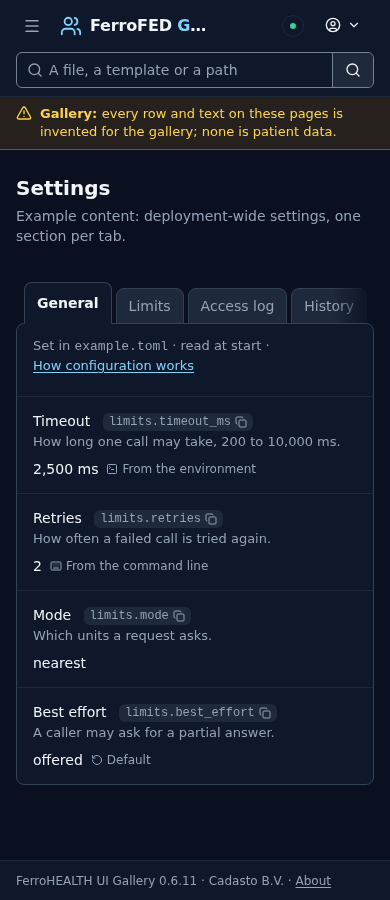 FerroFED G…
A file, a template or a path
Gallery: every row and text on these pages is
invented for the gallery; none is patient data.
Settings
Example content: deployment-wide settings, one
section per tab.
General Limits Access log History
Set in example.toml · read at start ·
How configuration works
Timeout limits.timeout_ms
How long one call may take, 200 to 10,000 ms.
2,500 ms From the environment
Retries limits.retries
How often a failed call is tried again.
2 From the command line
Mode limits.mode
Which units a request asks.
nearest
Best effort limits.best_effort
A caller may ask for a partial answer.
offered Default
FerroHEALTH UI Gallery 0.6.11 · Cadasto B.V. · About